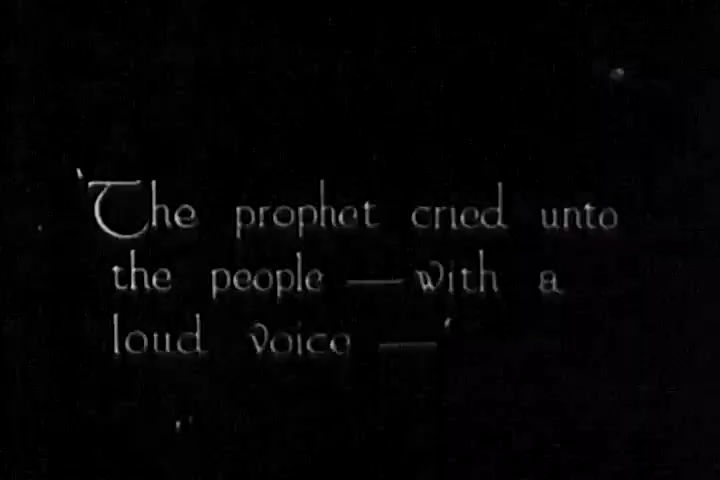 'The prophet cried unto
the people — with a
loud voice —'